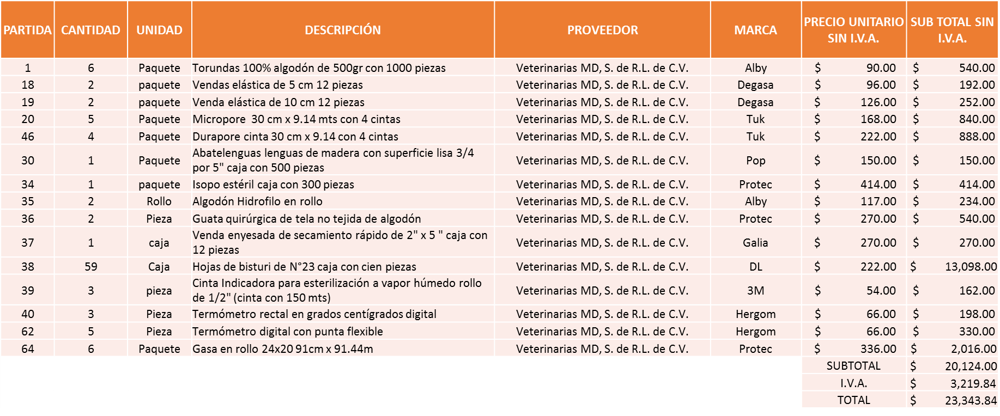 PARTIDA CANTIDAD UNIDAD DESCRIPCIÓN PROVEEDOR MARCA PRECIO UNITARIO SIN I.V.A. SUB TOTAL SIN I.V.A.
1 6 Paquete Torundas 100% algodón de 500gr con 1000 piezas Veterinarias MD, S. de R.L. de C.V. Alby $ 90.00 $ 540.00
18 2 paquete Vendas elástica de 5 cm 12 piezas Veterinarias MD, S. de R.L. de C.V. Degasa $ 96.00 $ 192.00
19 2 paquete Venda elástica de 10 cm 12 piezas Veterinarias MD, S. de R.L. de C.V. Degasa $ 126.00 $ 252.00
20 5 Paquete Micropore 30 cm x 9.14 mts con 4 cintas Veterinarias MD, S. de R.L. de C.V. Tuk $ 168.00 $ 840.00
46 4 Paquete Durapore cinta 30 cm x 9.14 con 4 cintas Veterinarias MD, S. de R.L. de C.V. Tuk $ 222.00 $ 888.00
30 1 Paquete Abatelenguas lenguas de madera con superficie lisa 3/4 por 5" caja con 500 piezas Veterinarias MD, S. de R.L. de C.V. Pop $ 150.00 $ 150.00
34 1 paquete Isopo estéril caja con 300 piezas Veterinarias MD, S. de R.L. de C.V. Protec $ 414.00 $ 414.00
35 2 Rollo Algodón Hidrofilo en rollo Veterinarias MD, S. de R.L. de C.V. Alby $ 117.00 $ 234.00
36 2 Pieza Guata quirúrgica de tela no tejida de algodón Veterinarias MD, S. de R.L. de C.V. Protec $ 270.00 $ 540.00
37 1 caja Venda enyesada de secamiento rápido de 2" x 5 " caja con 12 piezas Veterinarias MD, S. de R.L. de C.V. Galia $ 270.00 $ 270.00
38 59 Caja Hojas de bisturi de N°23 caja con cien piezas Veterinarias MD, S. de R.L. de C.V. DL $ 222.00 $ 13,098.00
39 3 pieza Cinta Indicadora para esterilización a vapor húmedo rollo de 1/2" (cinta con 150 mts) Veterinarias MD, S. de R.L. de C.V. 3M $ 54.00 $ 162.00
40 3 Pieza Termómetro rectal en grados centígrados digital Veterinarias MD, S. de R.L. de C.V. Hergom $ 66.00 $ 198.00
62 5 Pieza Termómetro digital con punta flexible Veterinarias MD, S. de R.L. de C.V. Hergom $ 66.00 $ 330.00
64 6 Paquete Gasa en rollo 24x20 91cm x 91.44m Veterinarias MD, S. de R.L. de C.V. Protec $ 336.00 $ 2,016.00
SUBTOTAL $ 20,124.00
I.V.A. $ 3,219.84
TOTAL $ 23,343.84